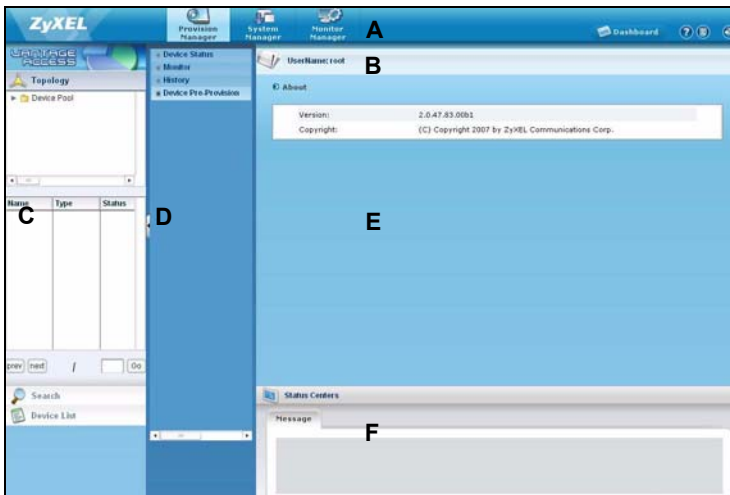 ZyXEL
Provision Manager
System Manager
Monitor Manager
A
Dashboard
VANTAGE ACCESS
Topology
Device Pool
Name Type Status
C
prev next / Go
Search
Device List
Device Status
Monitor
History
Device Pre-Provision
D
UserName: root
B
About
Version: 2.0.47.83.00b1
Copyright: (C) Copyright 2007 by ZyXEL Communications Corp.
E
Status Centers
Message
F